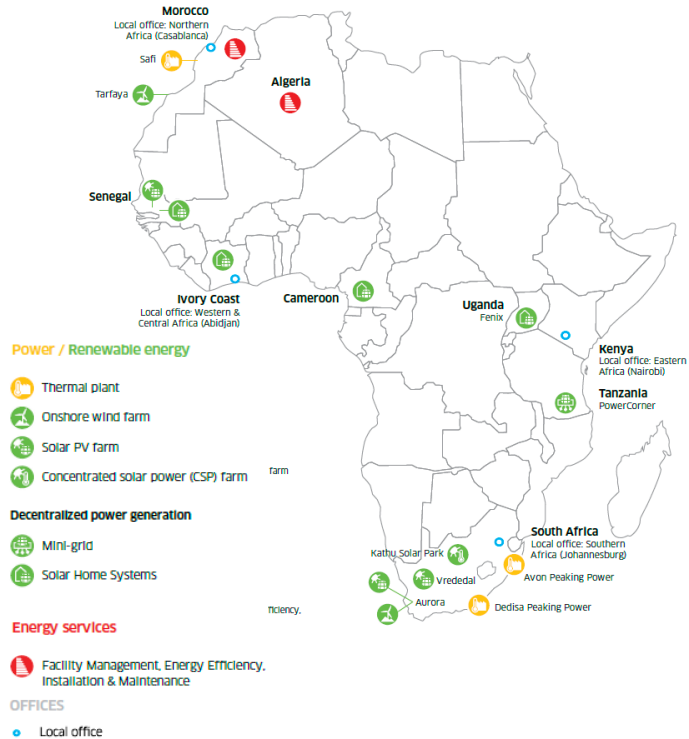 Morocco
Local office: Northern
Africa (Casablanca)
Safi
Tarfaya
Algeria
Senegal
Ivory Coast
Local office: Western &
Central Africa (Abidjan)
Cameroon
Uganda
Fenix
Kenya
Local office: Eastern
Africa (Nairobi)
Tanzania
PowerCorner
South Africa
Local office: Southern
Africa (Johannesburg)
Kathu Solar Park
Avon Peaking Power
Vrededal
Aurora
Dedisa Peaking Power
Power / Renewable energy
Thermal plant
Onshore wind farm
Solar PV farm
Concentrated solar power (CSP) farm
farm
Decentralized power generation
Mini-grid
Solar Home Systems
ficiency,
Energy services
Facility Management, Energy Efficiency,
Installation & Maintenance
OFFICES
Local office